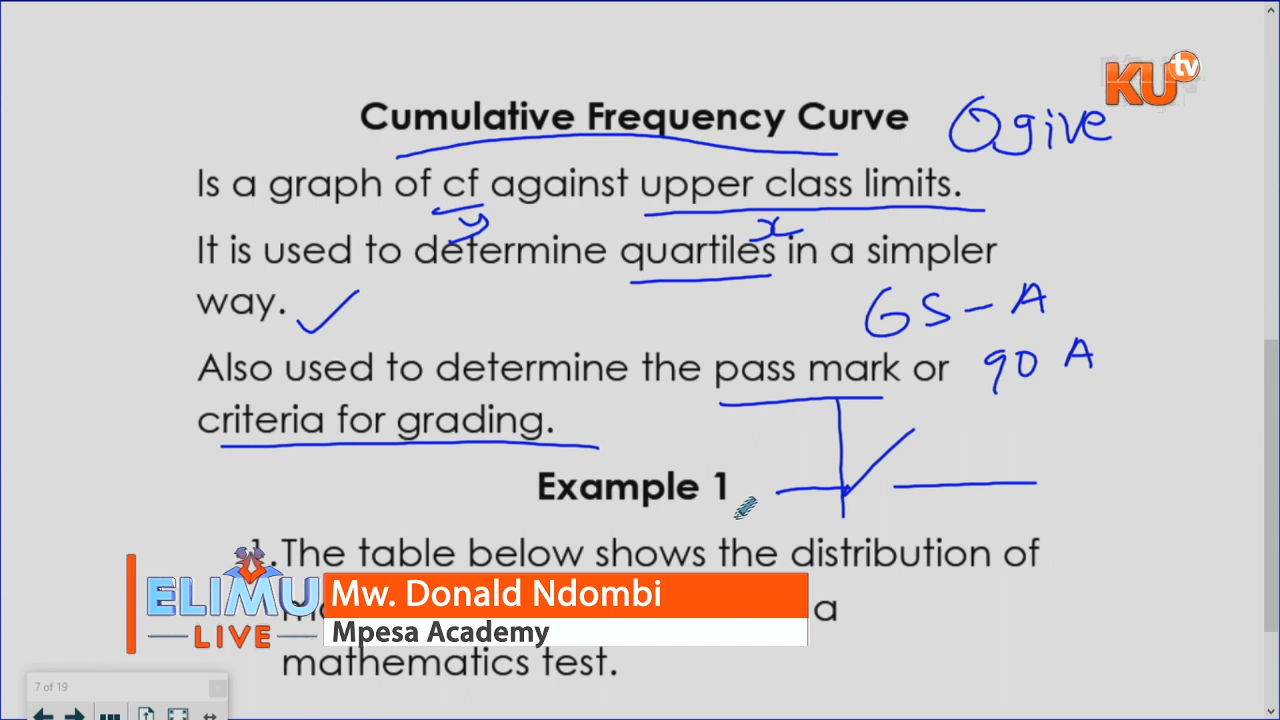 KU tv
Cumulative Frequency Curve Ogive
Is a graph of cf against upper class limits.
y x
It is used to determine quartiles in a simpler
way.
GS - A
Also used to determine the pass mark or 90 A
criteria for grading.
Example 1
1. The table below shows the distribution of
a
mathematics test.
ELIMU
LIVE
Mw. Donald Ndombi
Mpesa Academy
7 of 19